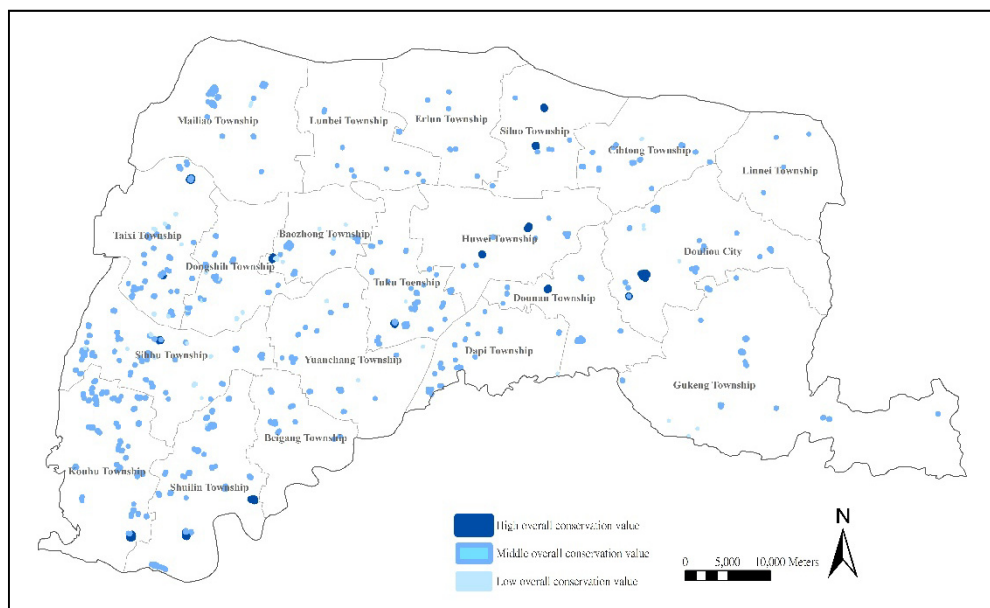 Mailiao Township
Lunbei Township
Erlun Township
Siluo Township
Cihtong Township
Linnei Township
Taixi Township
Baozhong Township
Huwei Township
Douliou City
Dongshih Township
Tuku Township
Dounan Township
Sihhu Township
Yuanchang Township
Dapi Township
Gukeng Township
Beigang Township
Kouhu Township
Shuilin Township
High overall conservation value
Middle overall conservation value
Low overall conservation value
N
0 5,000 10,000 Meters